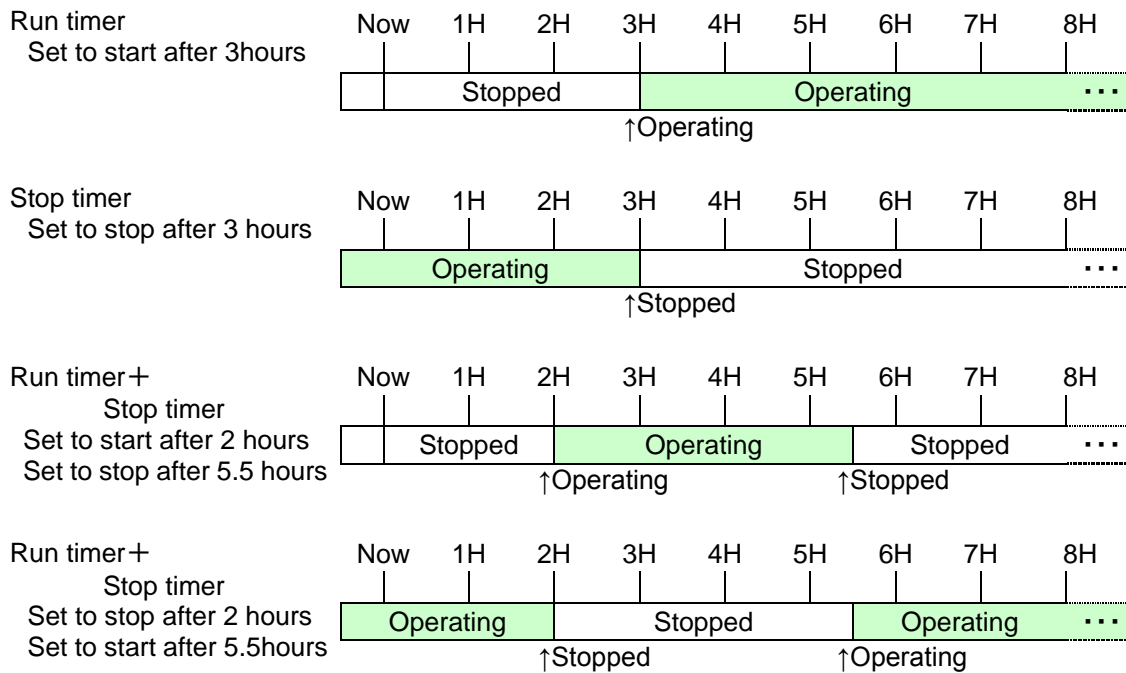 Run timer
Set to start after 3hours
Now 1H 2H 3H 4H 5H 6H 7H 8H
Stopped Operating ・・・
↑Operating
Stop timer
Set to stop after 3 hours
Now 1H 2H 3H 4H 5H 6H 7H 8H
Operating Stopped ・・・
↑Stopped
Run timer＋
Stop timer
Set to start after 2 hours
Set to stop after 5.5 hours
Now 1H 2H 3H 4H 5H 6H 7H 8H
Stopped Operating Stopped ・・・
↑Operating ↑Stopped
Run timer＋
Stop timer
Set to stop after 2 hours
Set to start after 5.5hours
Now 1H 2H 3H 4H 5H 6H 7H 8H
Operating Stopped Operating ・・・
↑Stopped ↑Operating